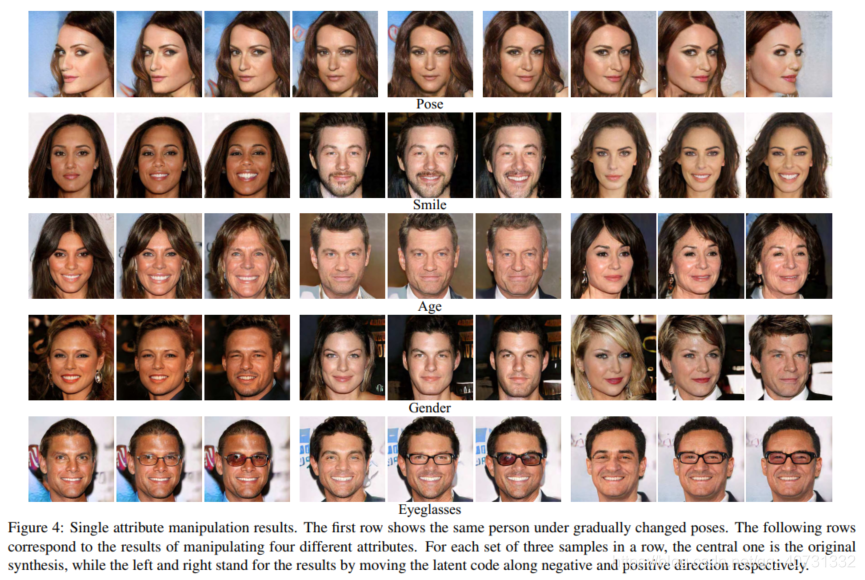 Pose
Smile
Age
Gender
Eyeglasses
Figure 4: Single attribute manipulation results. The first row shows the same person under gradually changed poses. The following rows
correspond to the results of manipulating four different attributes. For each set of three samples in a row, the central one is the original
synthesis, while the left and right stand for the results by moving the latent code along negative and positive direction respectively.